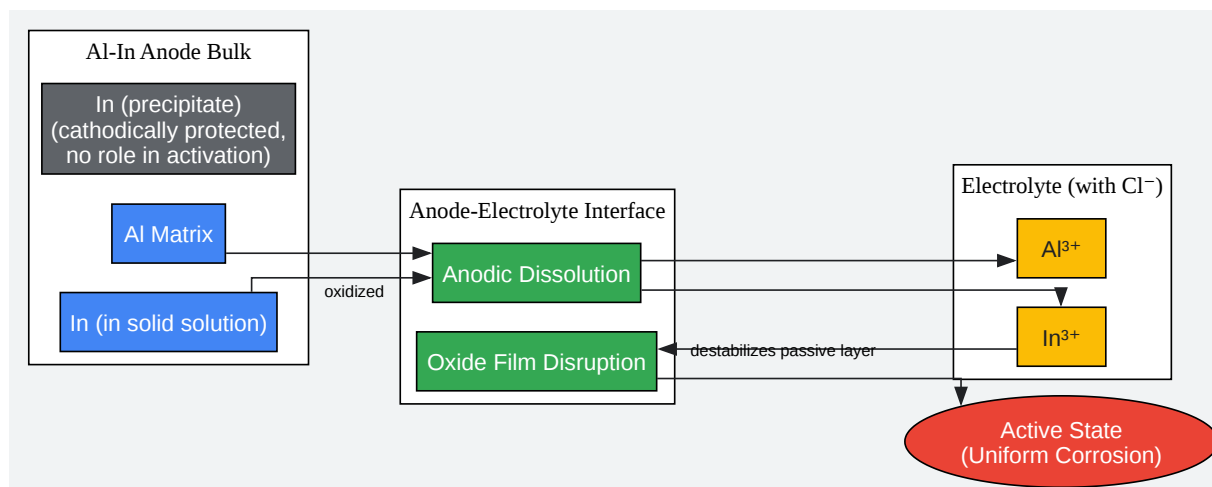 Al-In Anode Bulk
In (precipitate)
(cathodically protected,
no role in activation)
Al Matrix
In (in solid solution)
oxidized
Anode-Electrolyte Interface
Anodic Dissolution
Oxide Film Disruption
destabilizes passive layer
Electrolyte (with Cl⁻)
Al³⁺
In³⁺
Active State
(Uniform Corrosion)